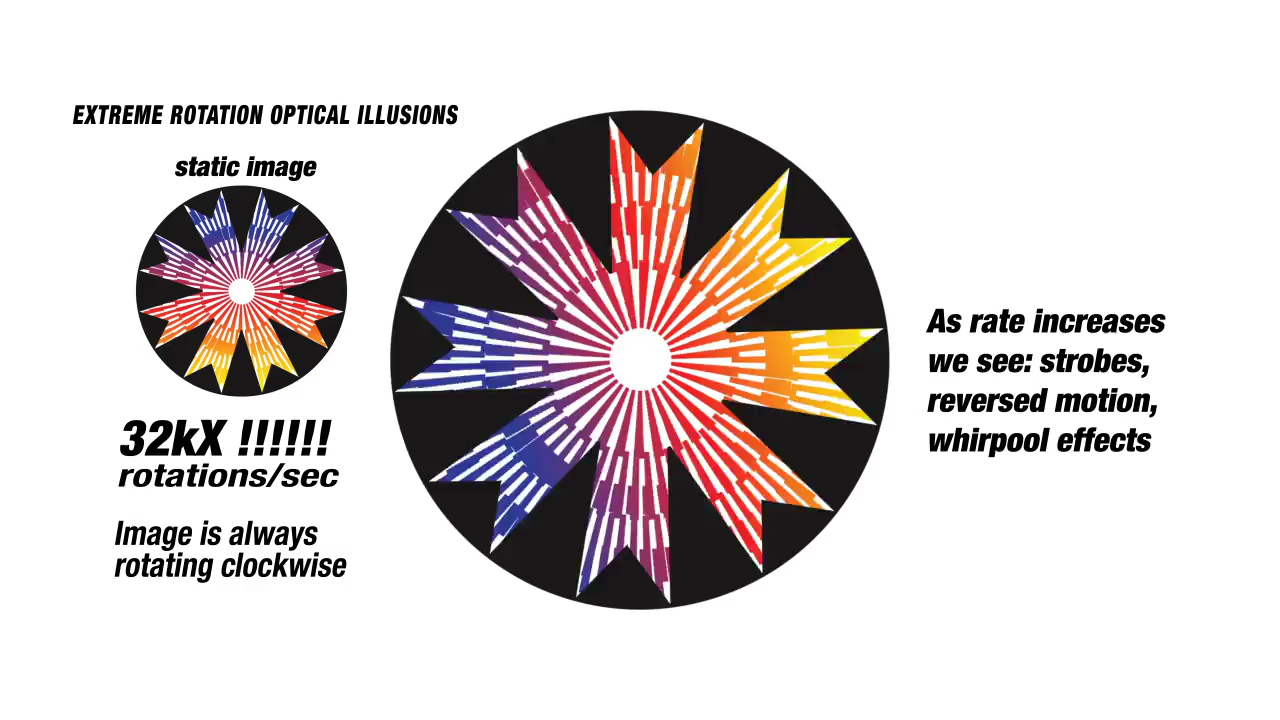 EXTREME ROTATION OPTICAL ILLUSIONS
static image
32kX !!!!!!
rotations/sec
Image is always
rotating clockwise
As rate increases
we see: strobes,
reversed motion,
whirpool effects